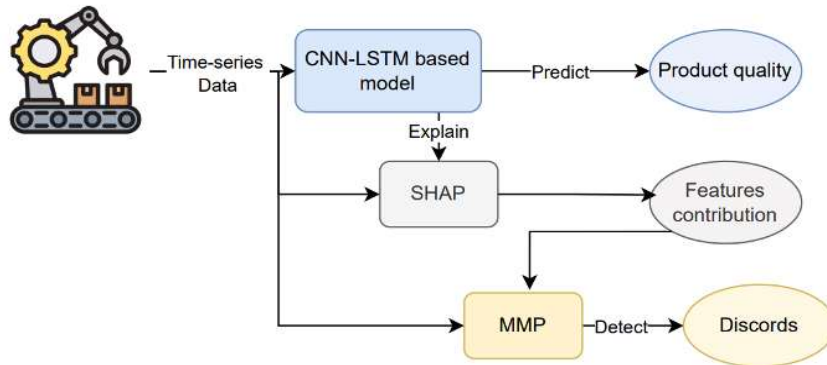 Time-series
Data
CNN-LSTM based
model
Predict
Product quality
Explain
SHAP
Features
contribution
MMP
Detect
Discords